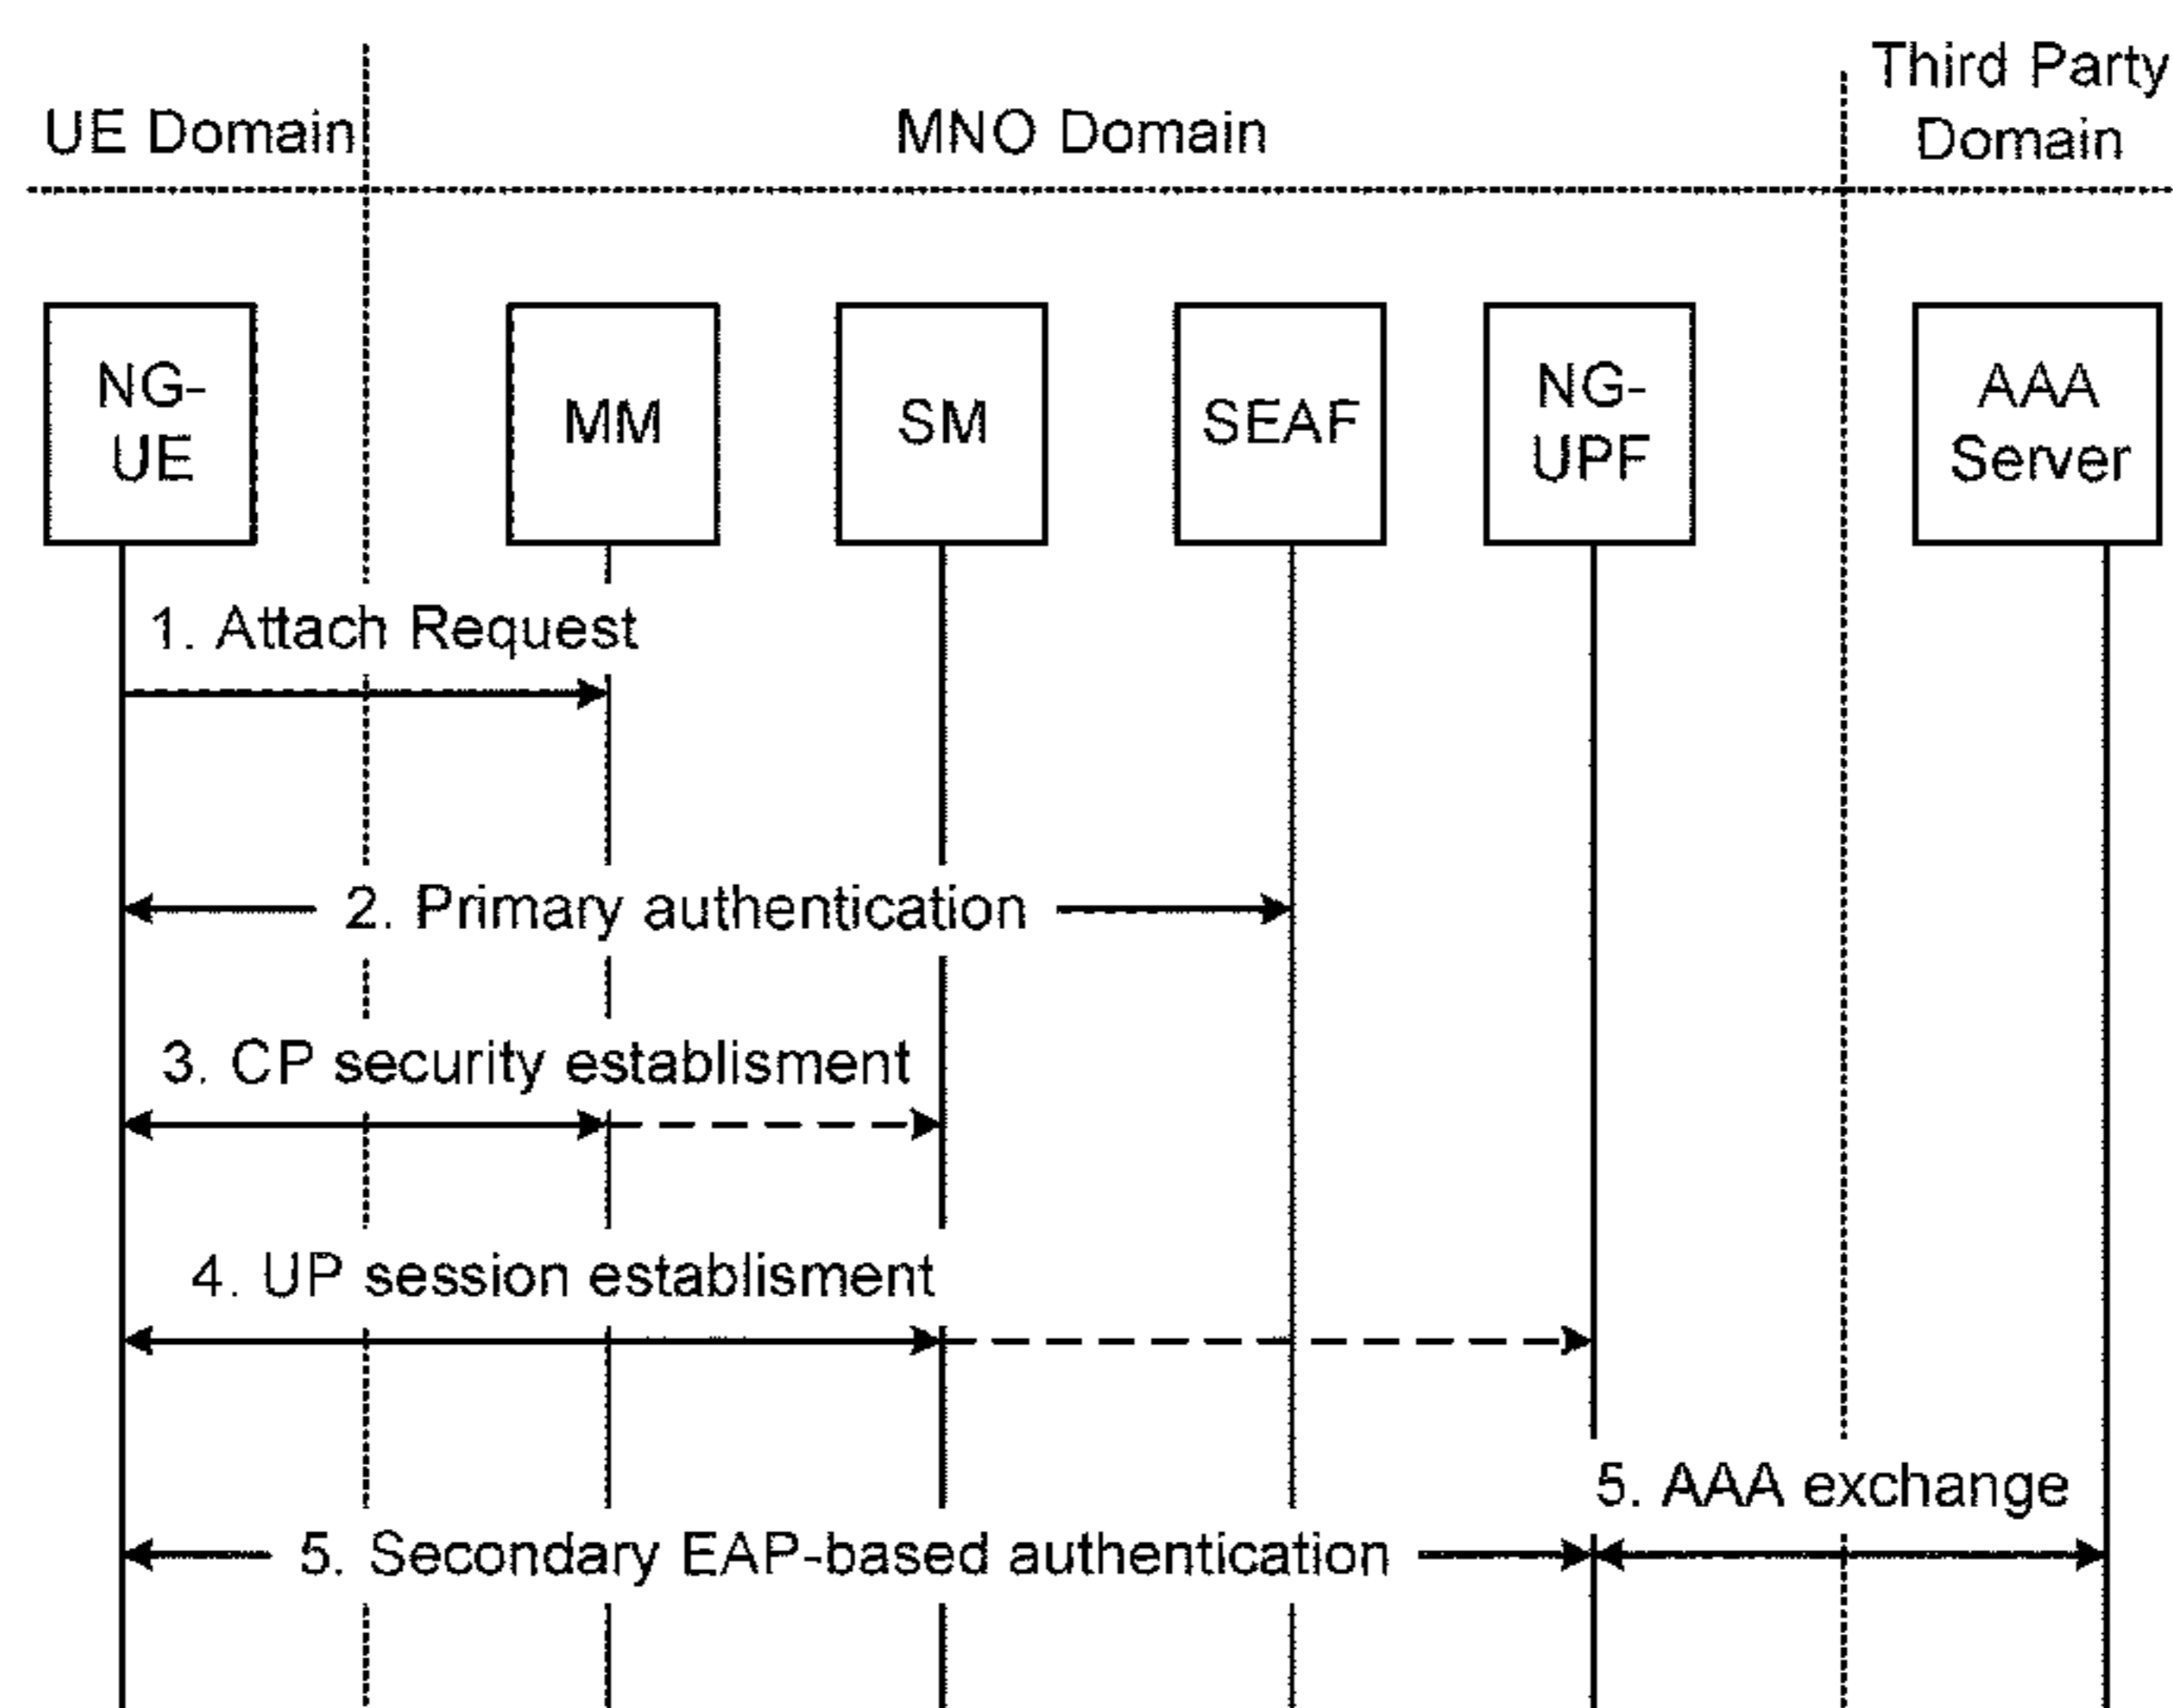 UE Domain
MNO Domain
Third Party
Domain
NG-
UE
MM
SM
SEAF
NG-
UPF
AAA
Server
1. Attach Request
2. Primary authentication
3. CP security establisment
4. UP session establisment
5. AAA exchange
5. Secondary EAP-based authentication